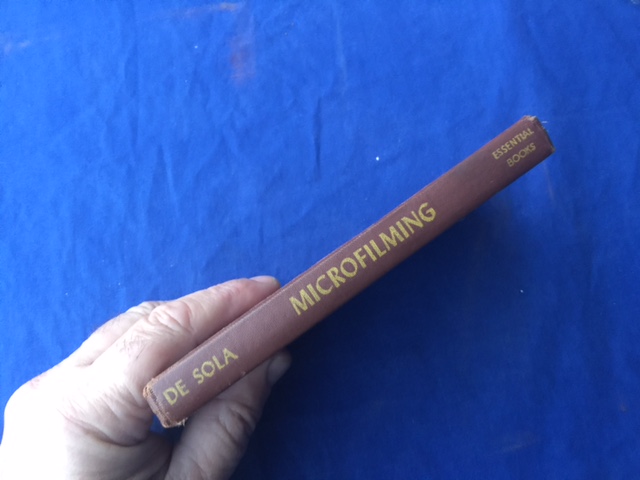 DE SOLA
MICROFILMING
ESSENTIAL
BOOKS